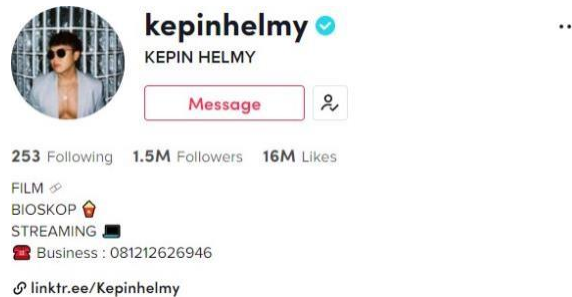 kepinhelmy
KEPIN HELMY
Message
253 Following 1.5M Followers 16M Likes
FILM
BIOSKOP
STREAMING
Business : 081212626946
linktr.ee/Kepinhelmy